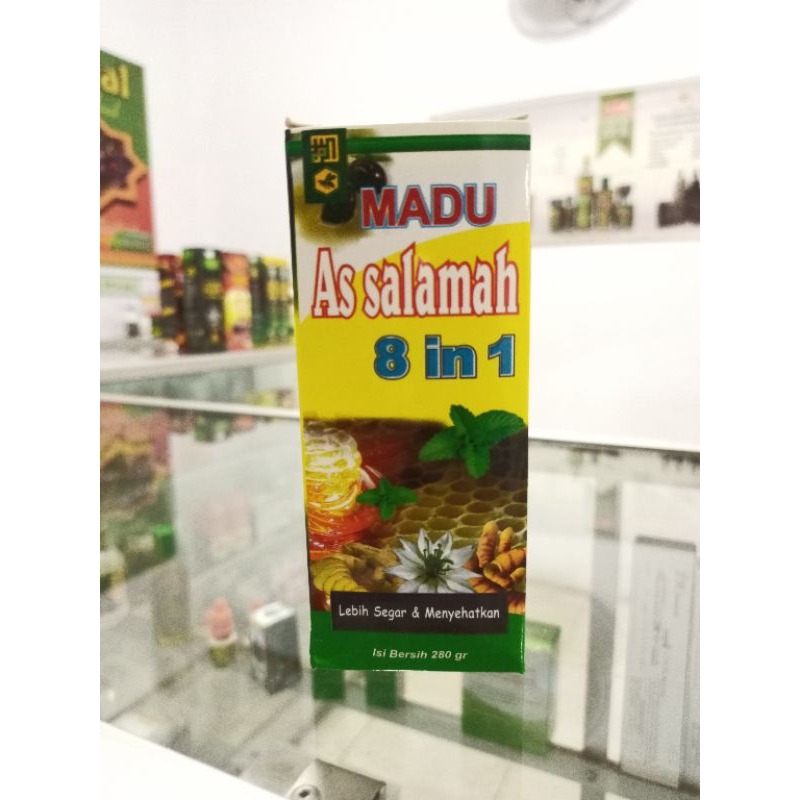 MADU
As salamah
8 in 1
Lebih Segar & Menyehatkan
Isi Bersih 280 gr